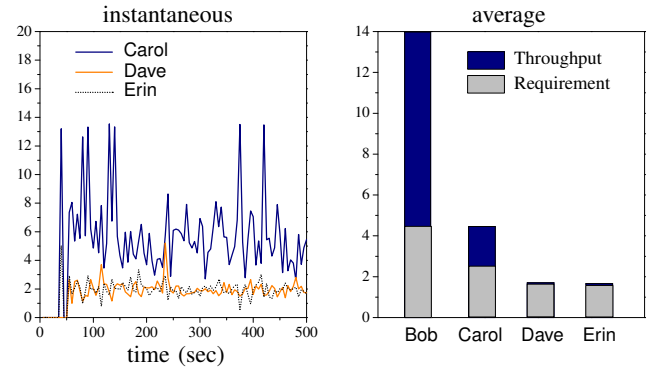 instantaneous
average
20
18
16
14
12
10
8
6
4
2
0
Carol
Dave
Erin
0
100
200
300
400
500
time (sec)
14
12
10
8
6
4
2
0
Throughput
Requirement
Bob
Carol
Dave
Erin